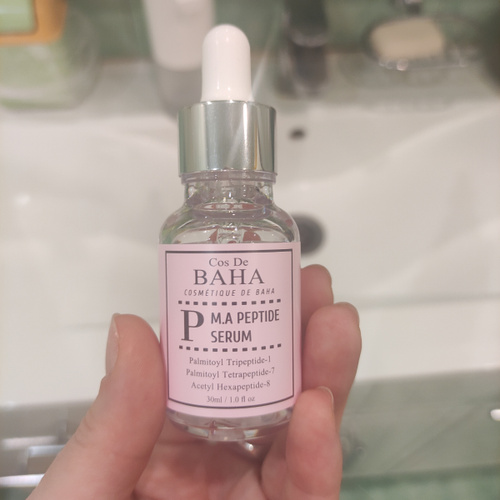 Cos De
BAHA
COSMÉTIQUE DE BAHA
P M.A PEPTIDE
SERUM
Palmitoyl Tripeptide-1
Palmitoyl Tetrapeptide-7
Acetyl Hexapeptide-8
30ml / 1.0 fl oz